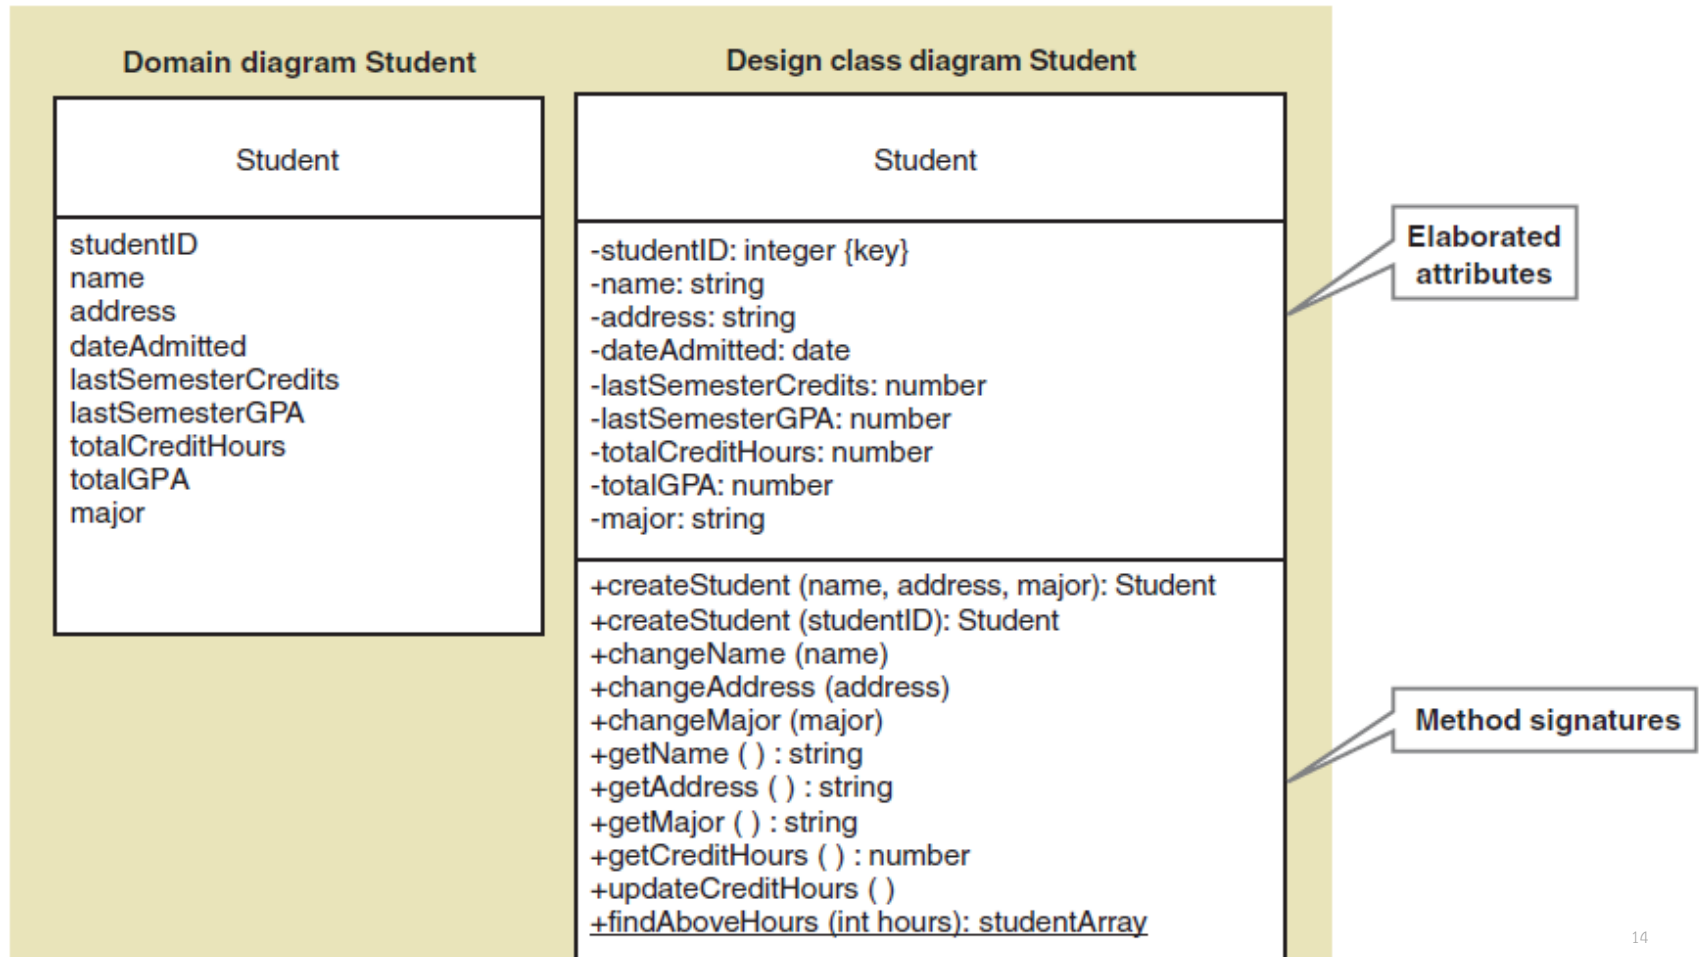 Domain diagram Student
Student
studentID
name
address
dateAdmitted
lastSemesterCredits
lastSemesterGPA
totalCreditHours
totalGPA
major
Design class diagram Student
Student
-studentID: integer {key}
-name: string
-address: string
-dateAdmitted: date
-lastSemesterCredits: number
-lastSemesterGPA: number
-totalCreditHours: number
-totalGPA: number
-major: string
+createStudent (name, address, major): Student
+createStudent (studentID): Student
+changeName (name)
+changeAddress (address)
+changeMajor (major)
+getName ( ) : string
+getAddress ( ) : string
+getMajor ( ) : string
+getCreditHours ( ) : number
+updateCreditHours ( )
+findAboveHours (int hours): studentArray
Elaborated
attributes
Method signatures
14